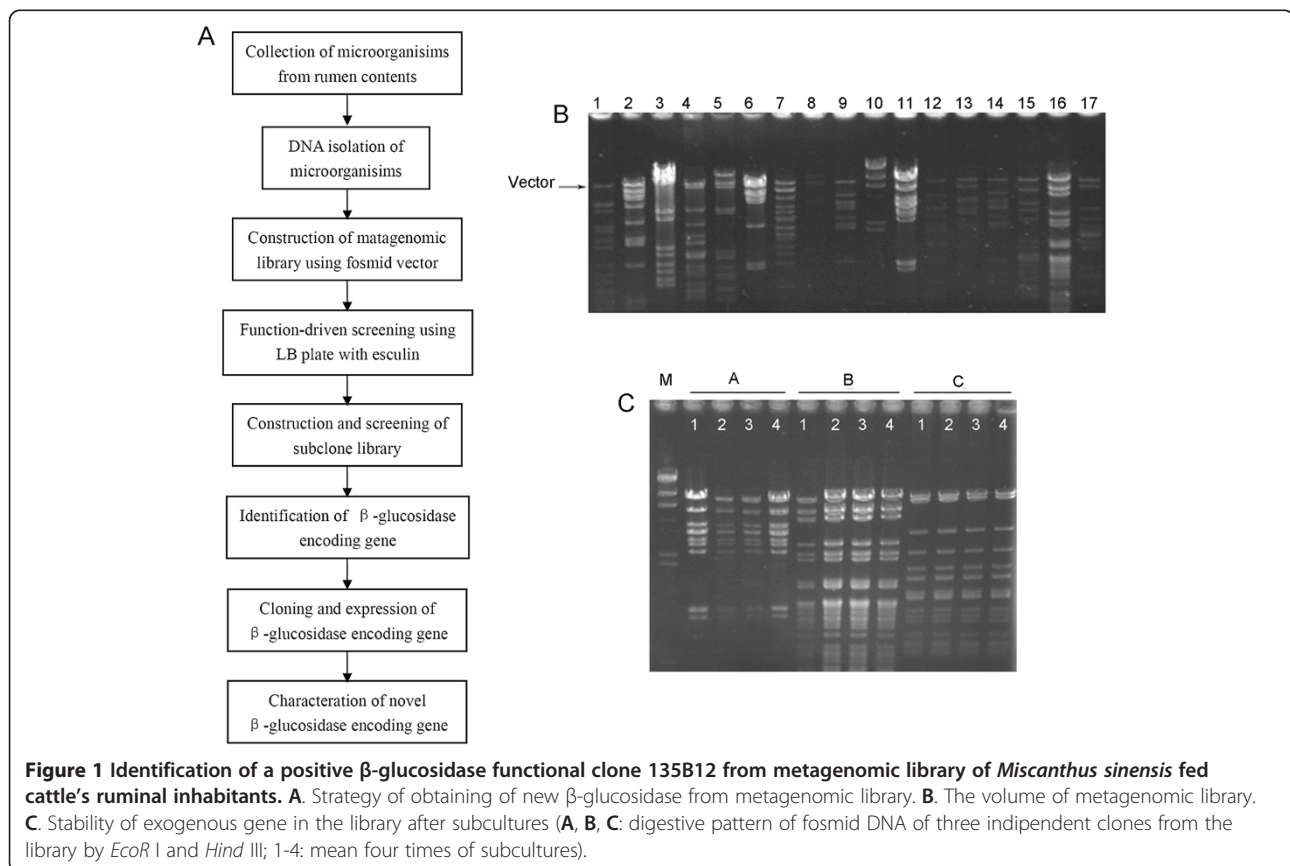 A
Collection of microorganisims
from rumen contents
DNA isolation of
microorganisims
Construction of matagenomic
library using fosmid vector
Function-driven screening using
LB plate with esculin
Construction and screening of
subclone library
Identification of β-glucosidase
encoding gene
Cloning and expression of
β-glucosidase encoding gene
Characteration of novel
β-glucosidase encoding gene
B
1 2 3 4 5 6 7 8 9 10 11 12 13 14 15 16 17
Vector
C
M A B C
1 2 3 4 1 2 3 4 1 2 3 4
Figure 1 Identification of a positive β-glucosidase functional clone 135B12 from metagenomic library of Miscanthus sinensis fed
cattle's ruminal inhabitants. A. Strategy of obtaining of new β-glucosidase from metagenomic library. B. The volume of metagenomic library.
C. Stability of exogenous gene in the library after subcultures (A, B, C: digestive pattern of fosmid DNA of three indipendent clones from the
library by EcoR I and Hind III; 1-4: mean four times of subcultures).